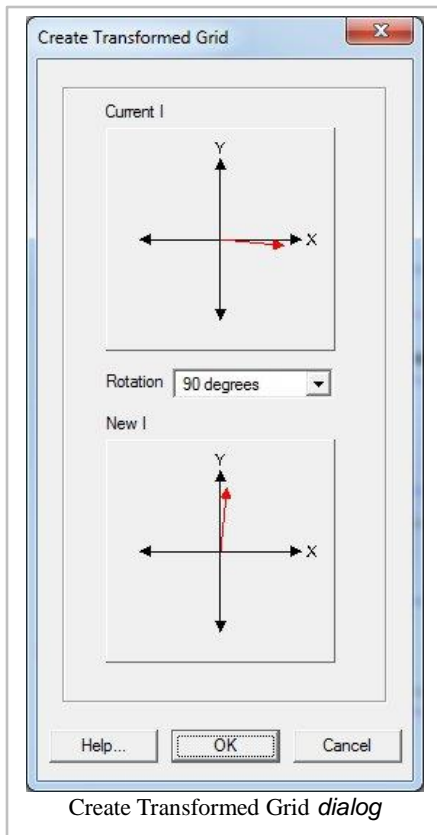 Create Transformed Grid
Current I
Y
X
Rotation 90 degrees
New I
Y
X
Help... OK Cancel
Create Transformed Grid dialog